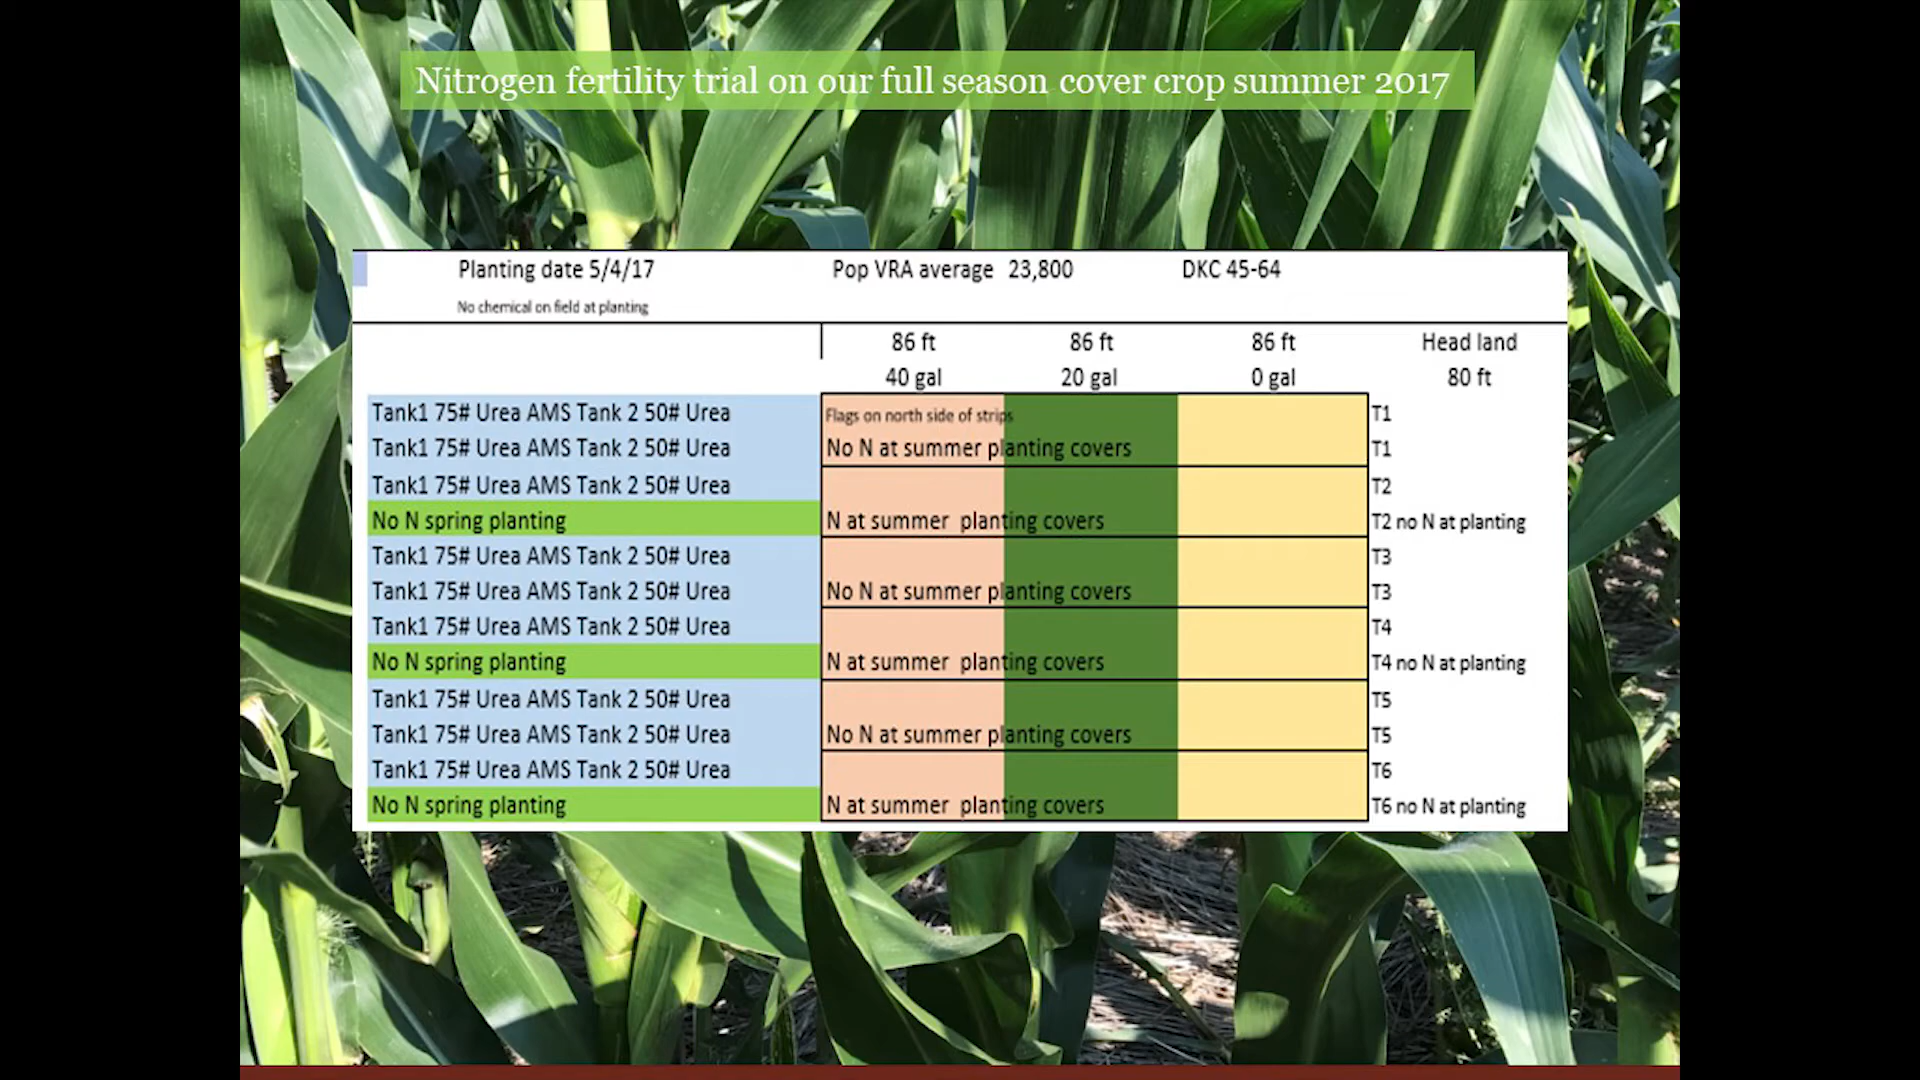 Nitrogen fertility trial on our full season cover crop summer 2017
Planting date 5/4/17 Pop VRA average 23,800 DKC 45-64
No chemical on field at planting
86 ft 86 ft 86 ft Head land
40 gal 20 gal 0 gal 80 ft
Tank1 75# Urea AMS Tank 2 50# Urea Flags on north side of strips T1
Tank1 75# Urea AMS Tank 2 50# Urea No N at summer planting covers T1
Tank1 75# Urea AMS Tank 2 50# Urea T2
No N spring planting N at summer planting covers T2 no N at planting
Tank1 75# Urea AMS Tank 2 50# Urea T3
Tank1 75# Urea AMS Tank 2 50# Urea No N at summer planting covers T3
Tank1 75# Urea AMS Tank 2 50# Urea T4
No N spring planting N at summer planting covers T4 no N at planting
Tank1 75# Urea AMS Tank 2 50# Urea T5
Tank1 75# Urea AMS Tank 2 50# Urea No N at summer planting covers T5
Tank1 75# Urea AMS Tank 2 50# Urea T6
No N spring planting N at summer planting covers T6 no N at planting